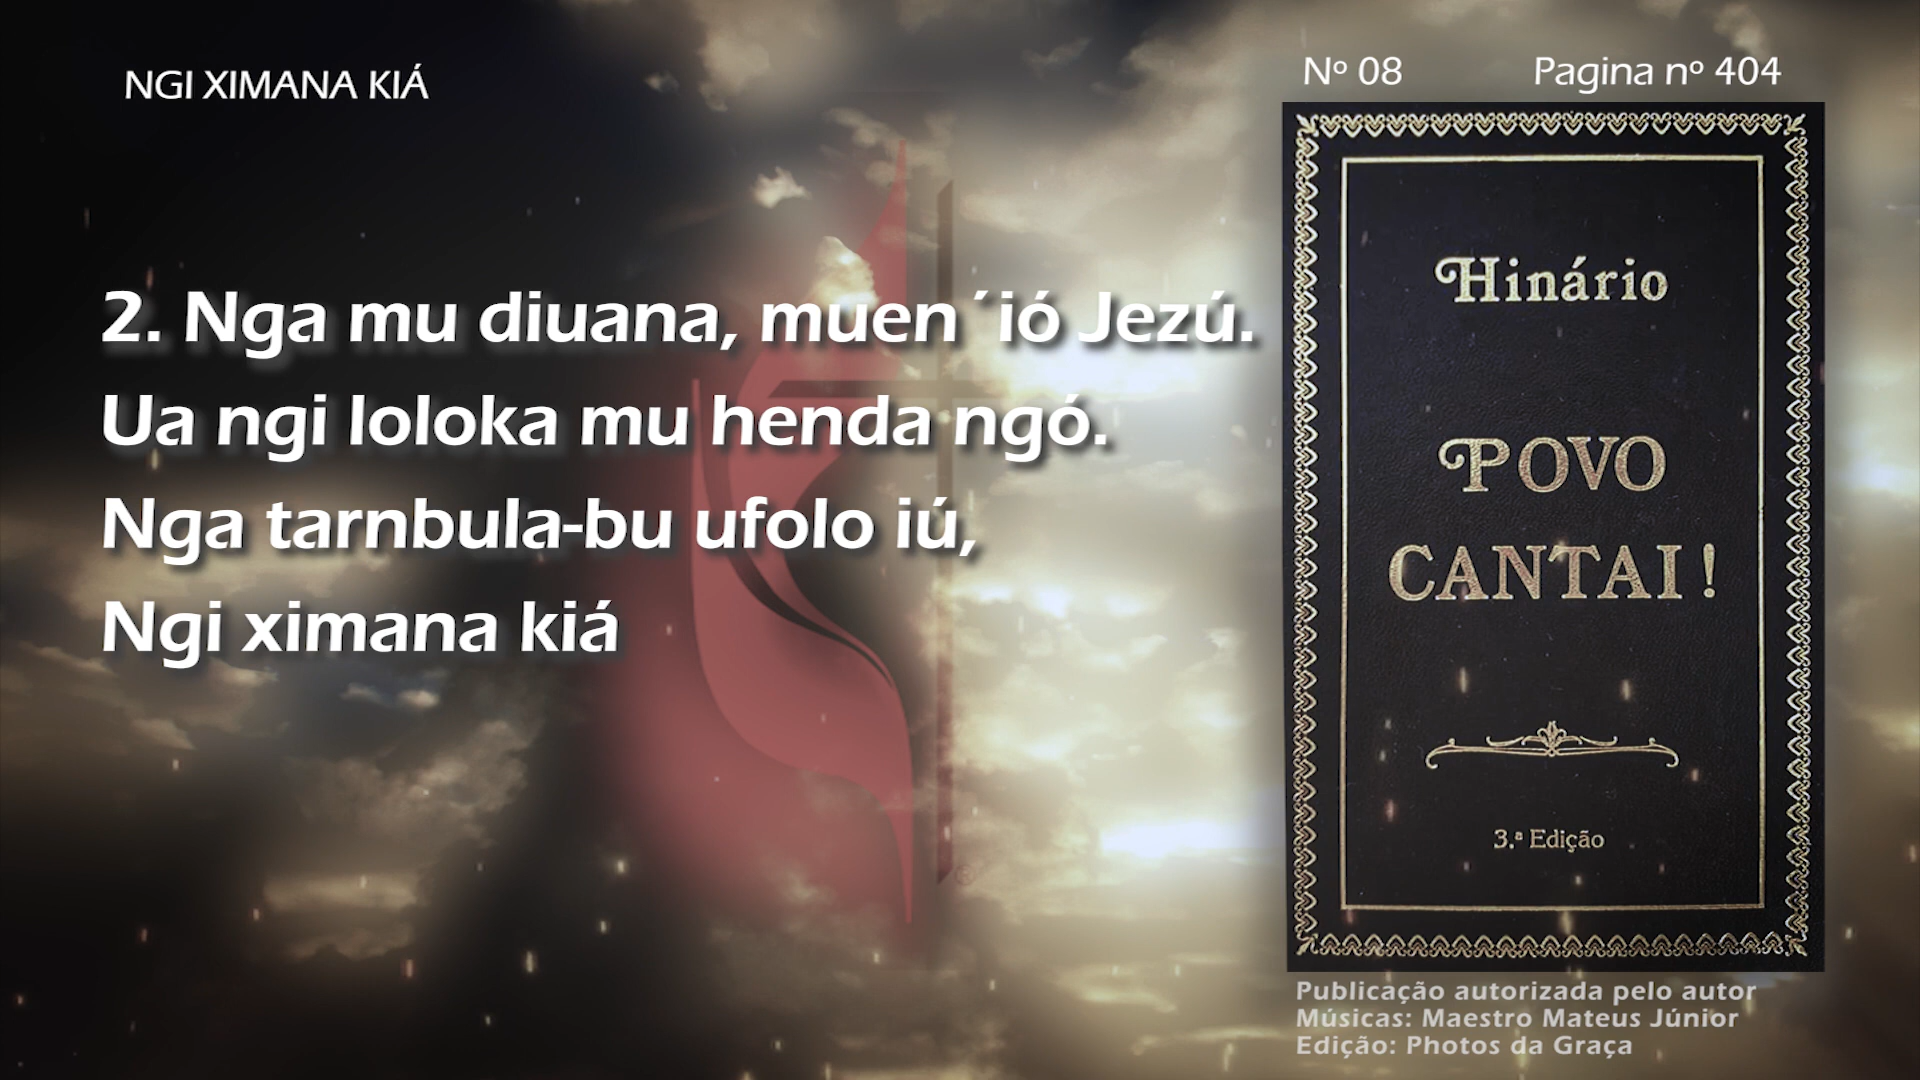 NGI XIMANA KIÁ
Nº 08 Pagina nº 404
2. Nga mu diuana, muen´ió Jezú.
Ua ngi loloka mu henda ngó.
Nga tarnbula-bu ufolo iú,
Ngi ximana kiá
Hinário
POVO
CANTAI!
3.ª Edição
Publicação autorizada pelo autor
Músicas: Maestro Mateus Júnior
Edição: Photos da Graça